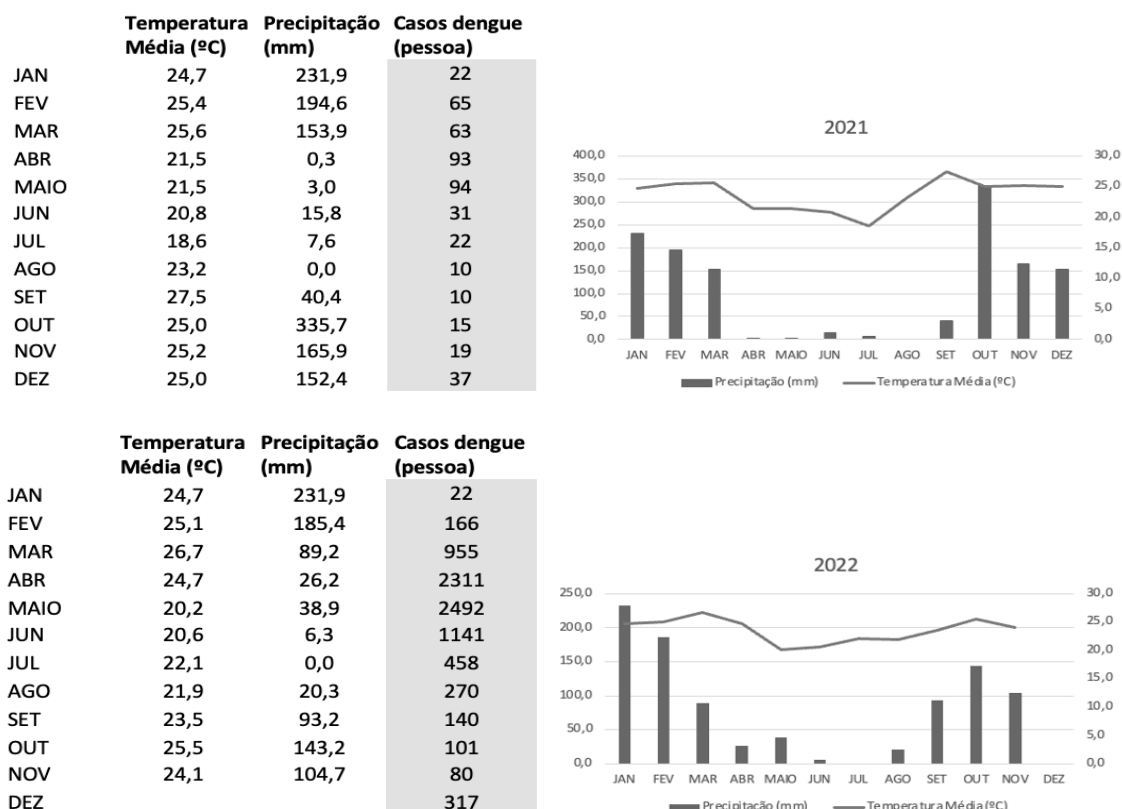 Temperatura Precipitação Casos dengue
Média (ºC) (mm) (pessoa)
JAN 24,7 231,9 22
FEV 25,4 194,6 65
MAR 25,6 153,9 63
ABR 21,5 0,3 93
MAIO 21,5 3,0 94
JUN 20,8 15,8 31
JUL 18,6 7,6 22
AGO 23,2 0,0 10
SET 27,5 40,4 10
OUT 25,0 335,7 15
NOV 25,2 165,9 19
DEZ 25,0 152,4 37
2021
400,0 30,0
350,0 25,0
300,0 20,0
250,0 15,0
200,0 10,0
150,0 5,0
100,0 0,0
50,0
0,0
JAN FEV MAR ABR MAIO JUN JUL AGO SET OUT NOV DEZ
Precipitação (mm) Temperatura Média (ºC)
Temperatura Precipitação Casos dengue
Média (ºC) (mm) (pessoa)
JAN 24,7 231,9 22
FEV 25,1 185,4 166
MAR 26,7 89,2 955
ABR 24,7 26,2 2311
MAIO 20,2 38,9 2492
JUN 20,6 6,3 1141
JUL 22,1 0,0 458
AGO 21,9 20,3 270
SET 23,5 93,2 140
OUT 25,5 143,2 101
NOV 24,1 104,7 80
DEZ 317
2022
250,0 30,0
200,0 25,0
150,0 20,0
100,0 15,0
50,0 10,0
0,0 5,0
0,0
JAN FEV MAR ABR MAIO JUN JUL AGO SET OUT NOV DEZ
Precipitação (mm) Temperatura Média (ºC)